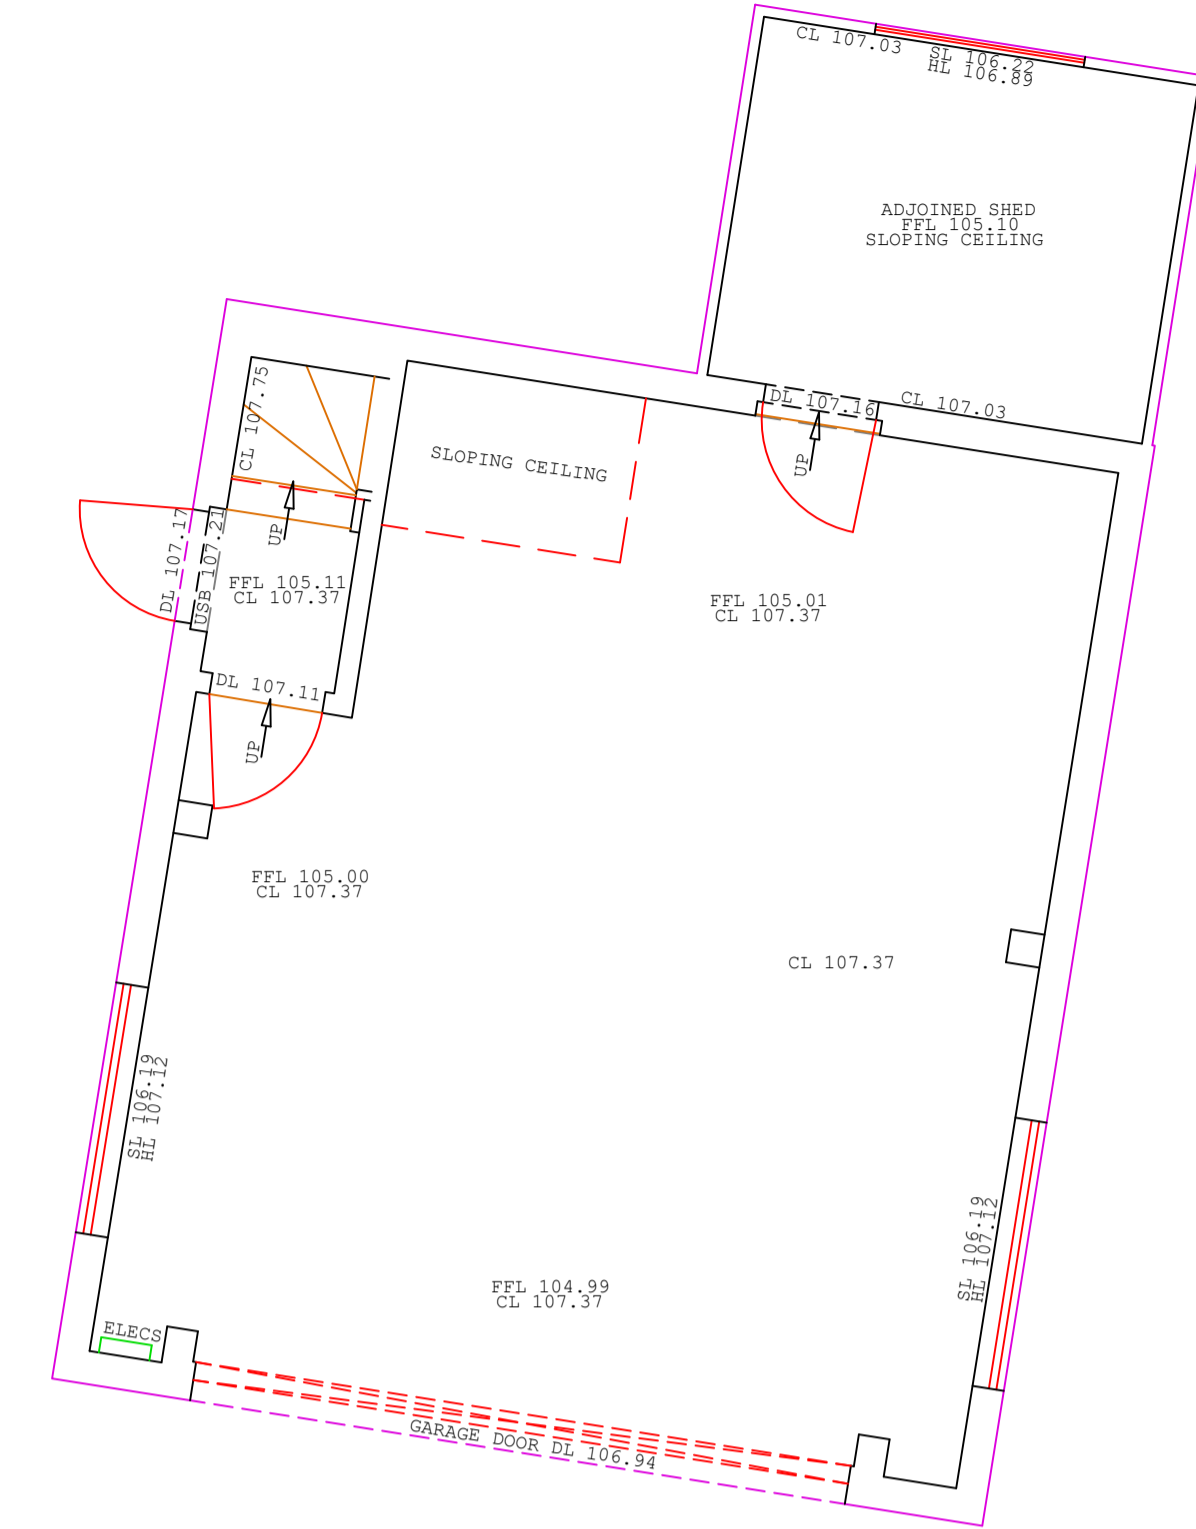 CL 107.03
SL 106.22
HL 106.89
ADJOINED SHED
FFL 105.10
SLOPING CEILING
CL 107.75
DL 107.16
CL 107.03
UP
SLOPING CEILING
UP
DL 107.17
USB 107.21
FFL 105.11
CL 107.37
FFL 105.01
CL 107.37
DL 107.11
UP
FFL 105.00
CL 107.37
CL 107.37
SL 106.19
HL 107.12
SL 106.19
HL 107.12
FFL 104.99
CL 107.37
ELECS
GARAGE DOOR DL 106.94